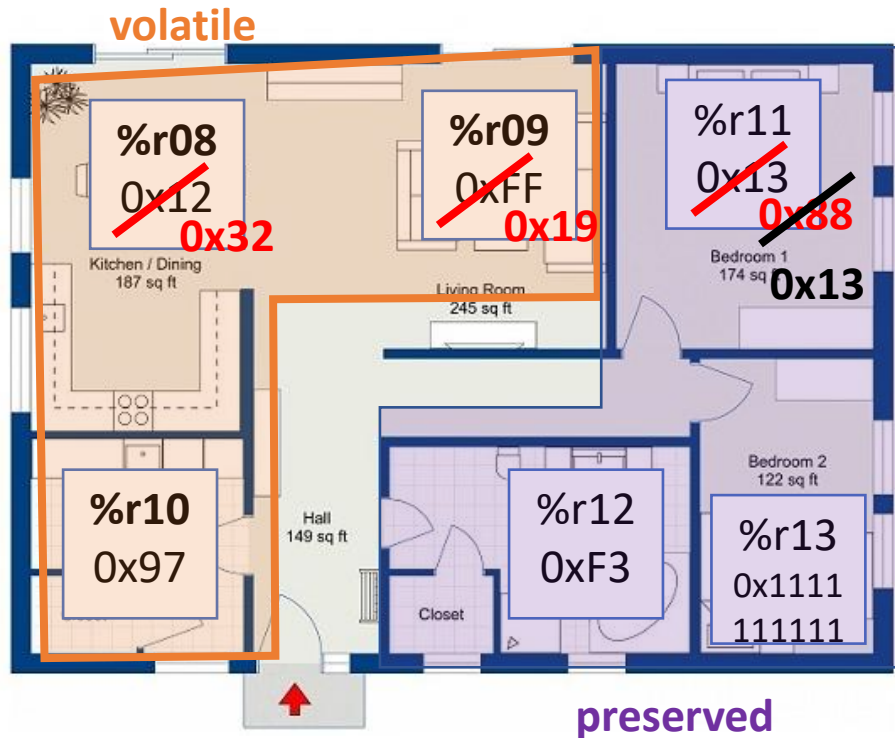 volatile
%r08
0x12
0x32
%r09
0xFF
0x19
%r11
0x13
0x88
0x13
Kitchen / Dining
187 sq ft
Living Room
245 sq ft
Bedroom 1
174 sq ft
%r10
0x97
Hall
149 sq ft
%r12
0xF3
Closet
Bedroom 2
122 sq ft
%r13
0x1111
111111
preserved